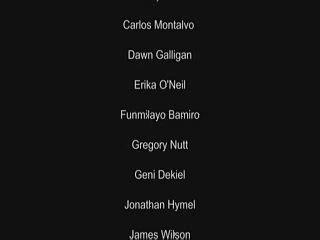 Carlos Montalvo
Dawn Galligan
Erika O'Neil
Funmilayo Bamiro
Gregory Nutt
Geni Dekiel
Jonathan Hymel
James Wilson